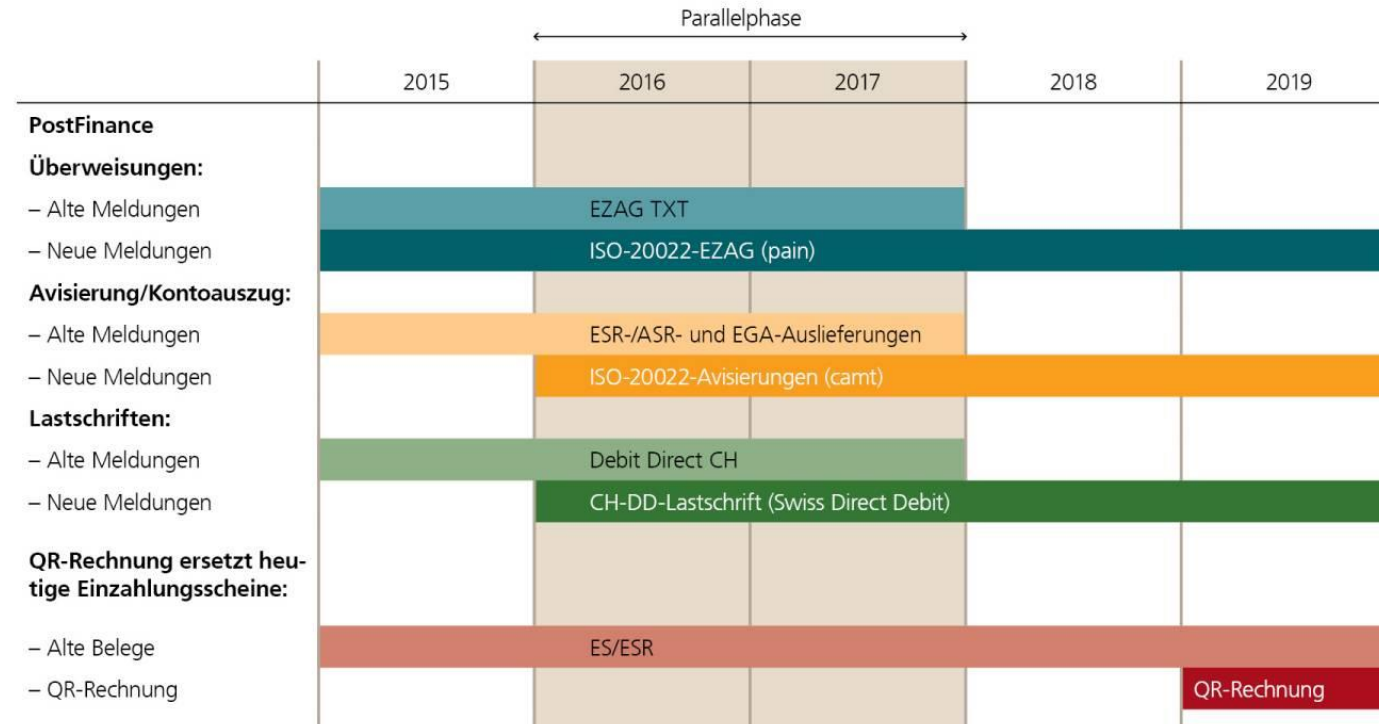 Parallelphase
2015 2016 2017 2018 2019
PostFinance
Überweisungen:
– Alte Meldungen EZAG TXT
– Neue Meldungen ISO-20022-EZAG (pain)
Avisierung/Kontoauszug:
– Alte Meldungen ESR-/ASR- und EGA-Auslieferungen
– Neue Meldungen ISO-20022-Avisierungen (camt)
Lastschriften:
– Alte Meldungen Debit Direct CH
– Neue Meldungen CH-DD-Lastschrift (Swiss Direct Debit)
QR-Rechnung ersetzt heu-
tige Einzahlungsscheine:
– Alte Belege ES/ESR
– QR-Rechnung QR-Rechnung